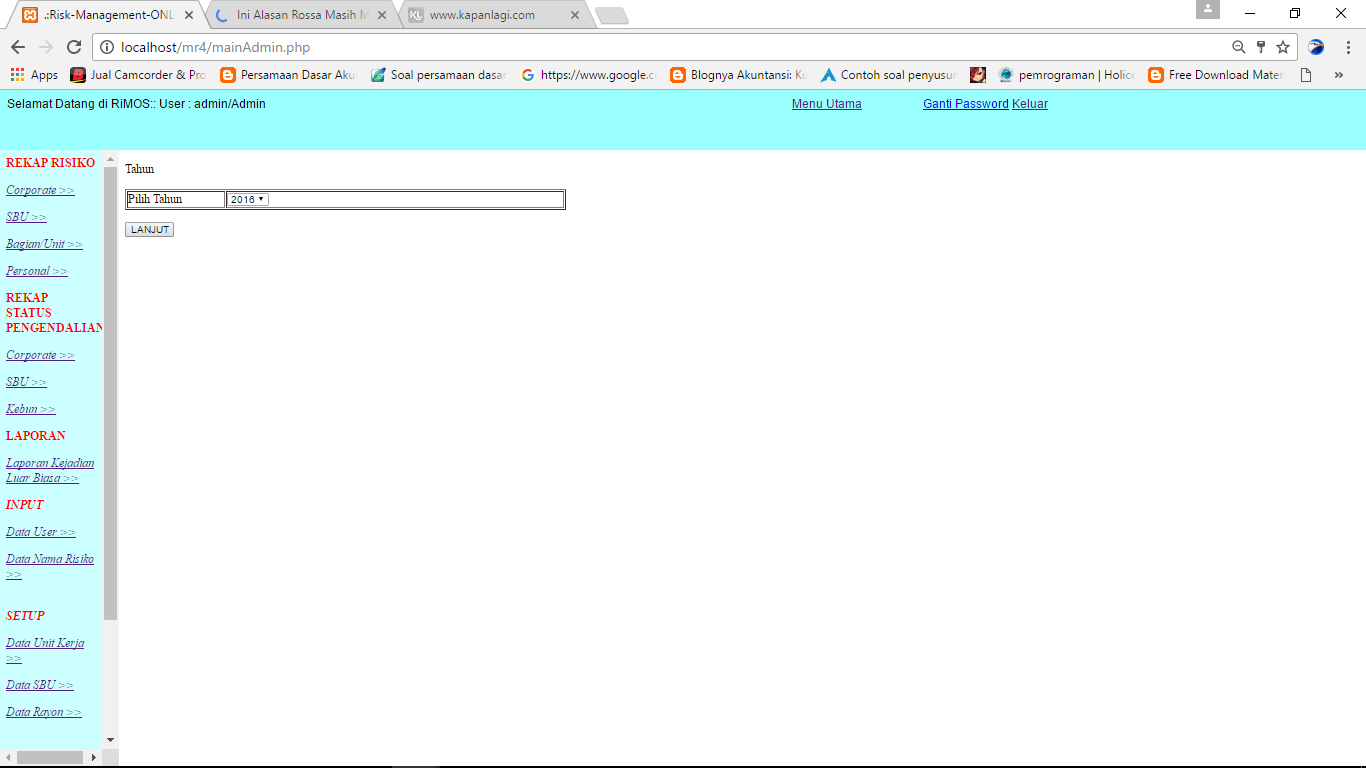 .:Risk-Management-ONL
Ini Alasan Rossa Masih M
KL www.kapanlagi.com
localhost/mr4/mainAdmin.php
Apps
Jual Camcorder & Pro
Persamaan Dasar Aku
Soal persamaan dasar
G https://www.google.c
Blognya Akuntansi: Ku
Contoh soal penyusun
pemrograman | Holic
Free Download Mater
»
Selamat Datang di RiMOS:: User : admin/Admin
Menu Utama
Ganti Password Keluar
REKAP RISIKO
Corporate >>
SBU >>
Bagian/Unit >>
Personal >>
REKAP
STATUS
PENGENDALIAN
Corporate >>
SBU >>
Kebun >>
LAPORAN
Laporan Kejadian
Luar Biasa >>
INPUT
Data User >>
Data Nama Risiko
>>
SETUP
Data Unit Kerja
>>
Data SBU >>
Data Rayon >>
Tahun
Pilih Tahun
2016
LANJUT